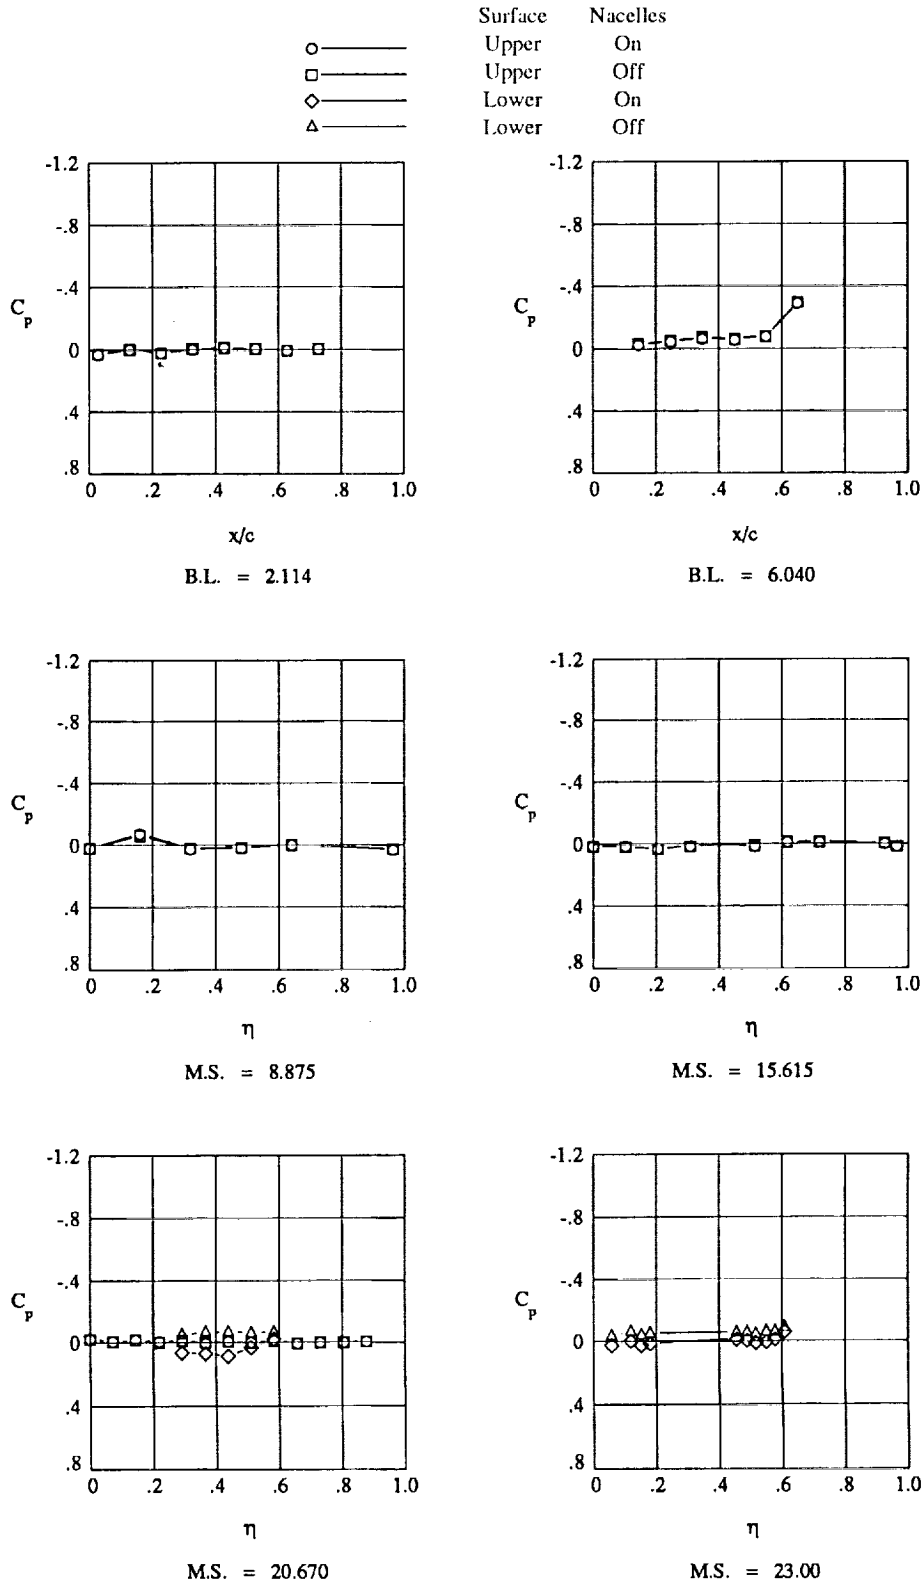 Surface Nacelles
Upper On
Upper Off
Lower On
Lower Off
-1.2
-.8
-.4
0
.4
.8
C_p
0 .2 .4 .6 .8 1.0
x/c
B.L. = 2.114
-1.2
-.8
-.4
0
.4
.8
C_p
0 .2 .4 .6 .8 1.0
x/c
B.L. = 6.040
-1.2
-.8
-.4
0
.4
.8
C_p
0 .2 .4 .6 .8 1.0
η
M.S. = 8.875
-1.2
-.8
-.4
0
.4
.8
C_p
0 .2 .4 .6 .8 1.0
η
M.S. = 15.615
-1.2
-.8
-.4
0
.4
.8
C_p
0 .2 .4 .6 .8 1.0
η
M.S. = 20.670
-1.2
-.8
-.4
0
.4
.8
C_p
0 .2 .4 .6 .8 1.0
η
M.S. = 23.00